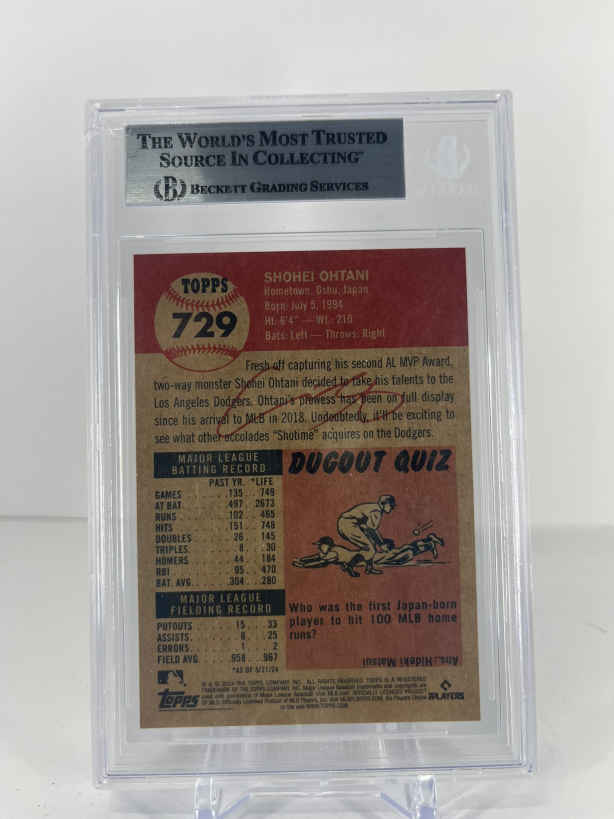 THE WORLD'S MOST TRUSTED
SOURCE IN COLLECTING™
BECKETT GRADING SERVICES
TOPPS
729
SHOHEI OHTANI
Hometown: Oshu, Japan
Born: July 5, 1994
Ht: 6'4" — Wt.: 210
Bats: Left — Throws: Right
Fresh off capturing his second AL MVP Award,
two-way monster Shohei Ohtani decided to take his talents to the
Los Angeles Dodgers. Ohtani's prowess has been on full display
since his arrival to MLB in 2018. Undoubtedly, it'll be exciting to
see what other accolades "Shotime" acquires on the Dodgers.
MAJOR LEAGUE
BATTING RECORD
PAST YR. *LIFE
GAMES 135 749
AT BAT 497 2673
RUNS 102 465
HITS 151 748
DOUBLES 26 145
TRIPLES 8 30
HOMERS 44 184
RBI 95 470
BAT. AVG. .304 .280
MAJOR LEAGUE
FIELDING RECORD
PUTOUTS 15 33
ASSISTS 8 25
ERRORS 1 2
FIELD AVG. .958 .967
*AS OF 5/21/24
DUGOUT QUIZ
Who was the first Japan-born
player to hit 100 MLB home
runs?
Ans.: Hideki Matsui
topps
PLAYERS